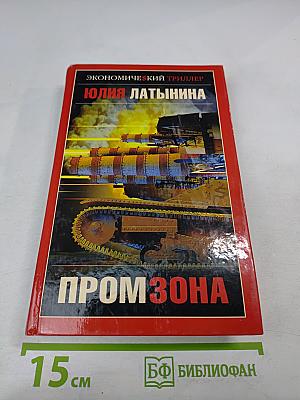 ЭКОНОМИЧЕSКИЙ ТРИЛЛЕР
ЮЛИЯ ЛАТЫНИНА
ПРОМЗОНА
15 см
БФ БИБЛИОФАН